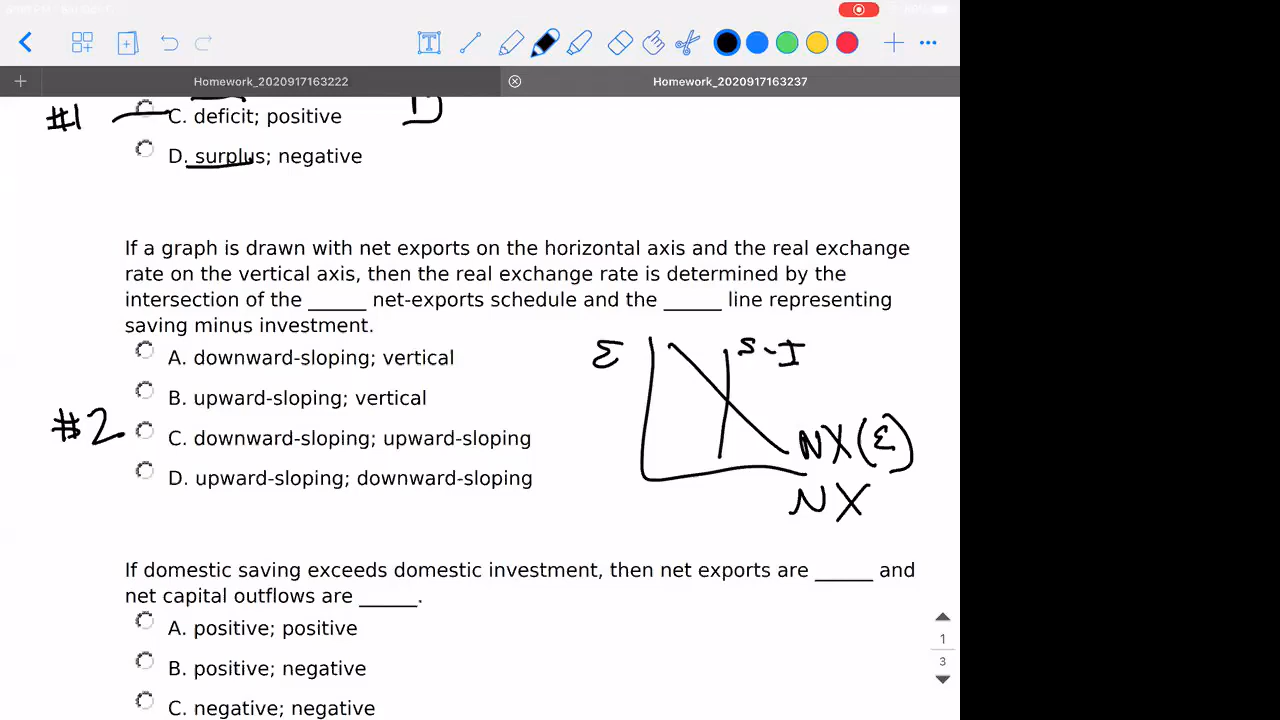 Homework_2020917163222
Homework_2020917163237
#1
C. deficit; positive
D
D. surplus; negative
If a graph is drawn with net exports on the horizontal axis and the real exchange
rate on the vertical axis, then the real exchange rate is determined by the
intersection of the ______ net-exports schedule and the ______ line representing
saving minus investment.
A. downward-sloping; vertical
B. upward-sloping; vertical
#2
C. downward-sloping; upward-sloping
D. upward-sloping; downward-sloping
Ɛ
S-I
NX(Ɛ)
NX
If domestic saving exceeds domestic investment, then net exports are ______ and
net capital outflows are ______.
A. positive; positive
B. positive; negative
C. negative; negative
1
3